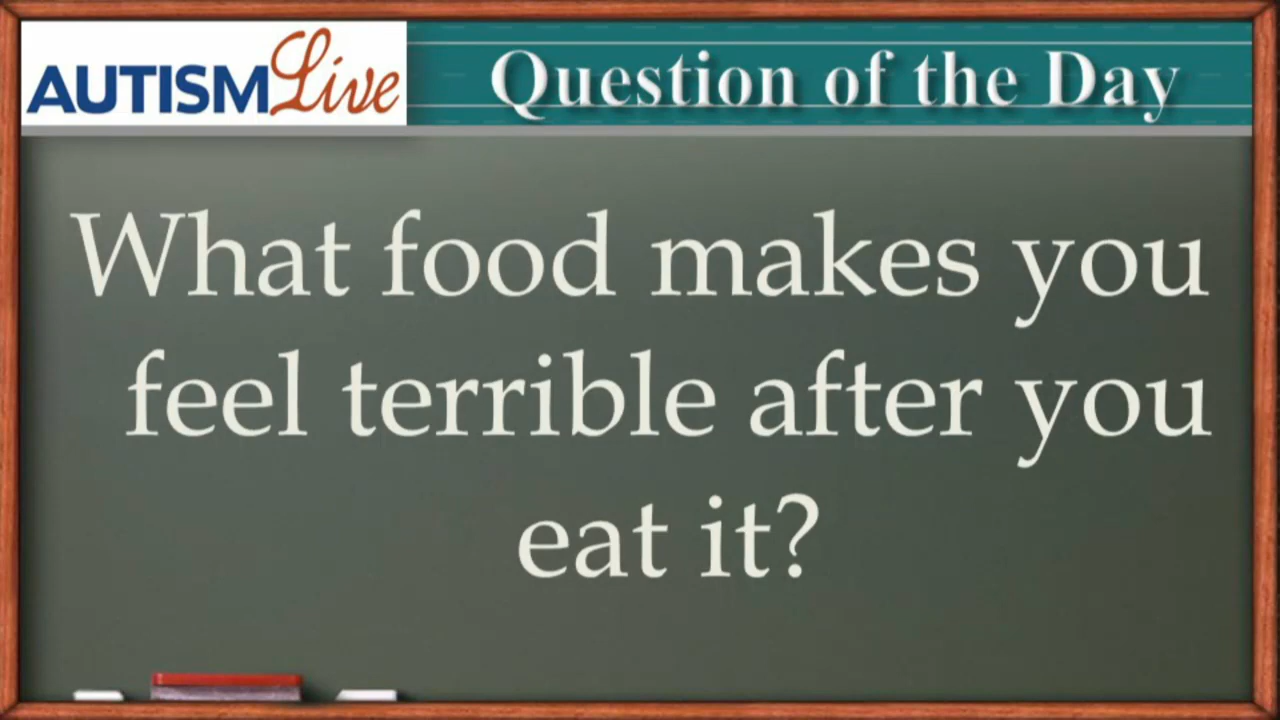 AUTISM Live
Question of the Day
What food makes you
feel terrible after you
eat it?